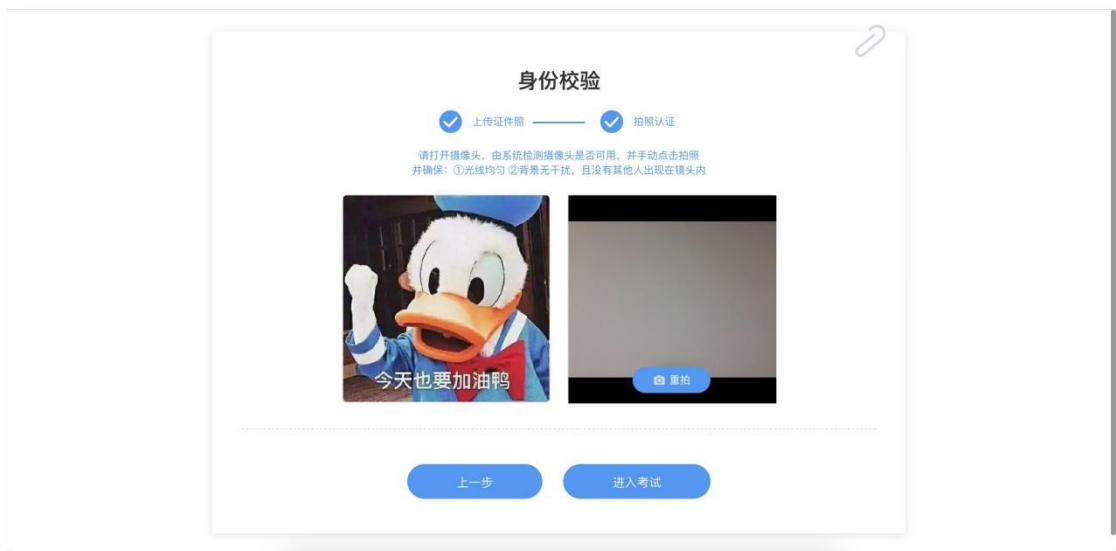 身份校验
上传证件照
拍照认证
请打开摄像头，由系统检测摄像头是否可用，并手动点击拍照
并确保：①光线均匀 ②背景无干扰，且没有其他人出现在镜头内
今天也要加油鸭
重拍
上一步
进入考试